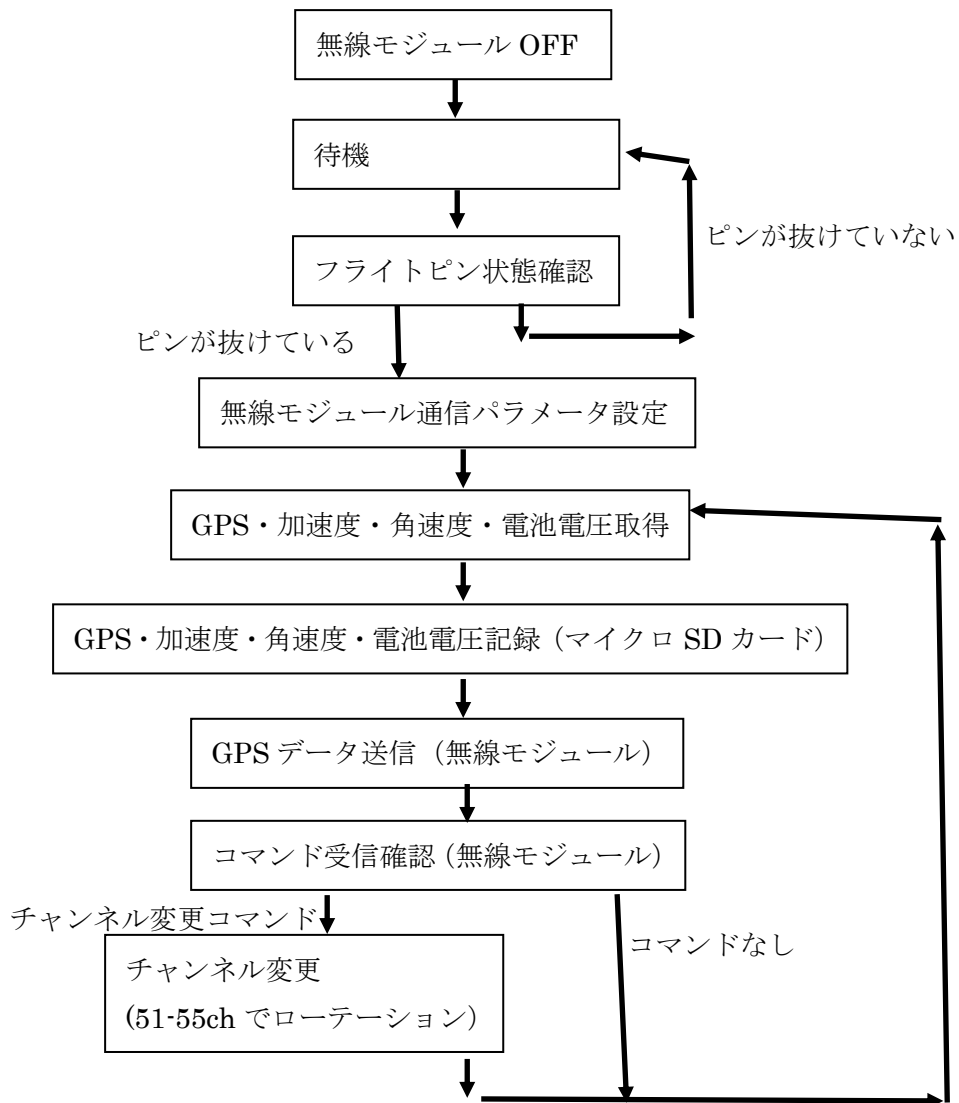 無線モジュール OFF
待機
ピンが抜けていない
フライトピン状態確認
ピンが抜けている
無線モジュール通信パラメータ設定
GPS・加速度・角速度・電池電圧取得
GPS・加速度・角速度・電池電圧記録（マイクロ SD カード）
GPS データ送信（無線モジュール）
コマンド受信確認（無線モジュール）
チャンネル変更コマンド
コマンドなし
チャンネル変更
(51-55ch でローテーション）